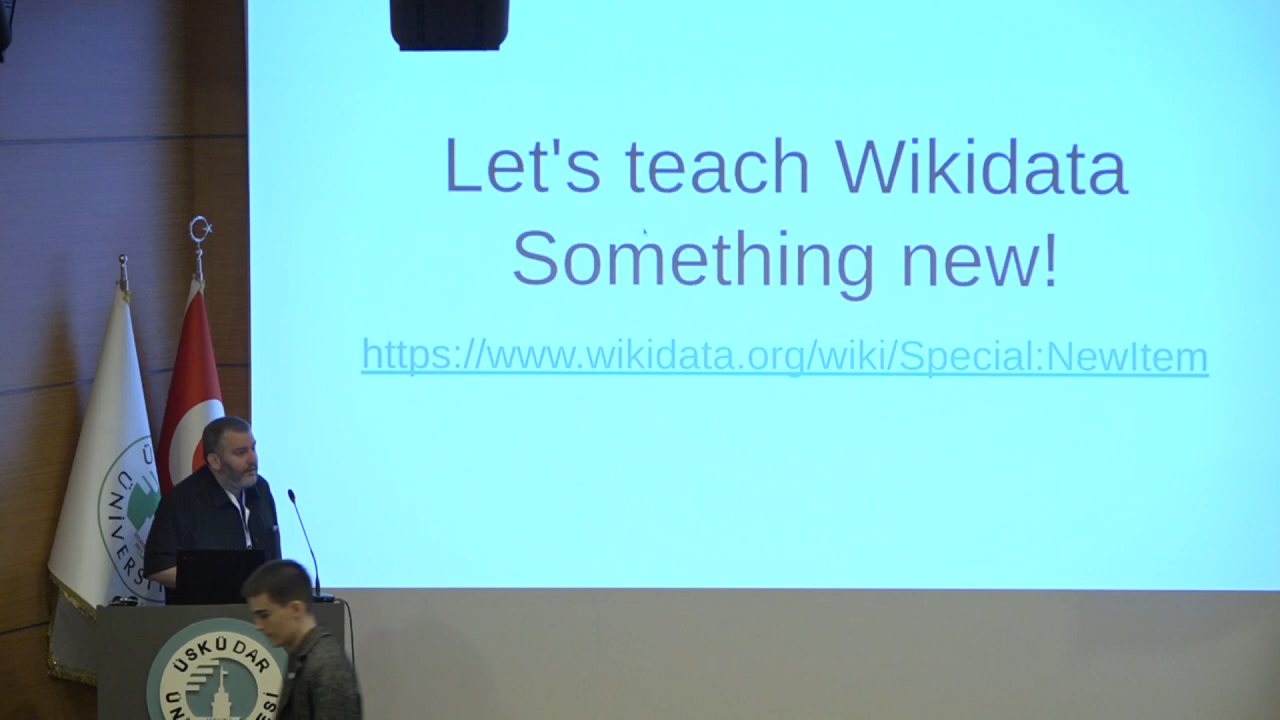 Let's teach Wikidata
Something new!
https://www.wikidata.org/wiki/Special:NewItem
ÜSKÜDAR